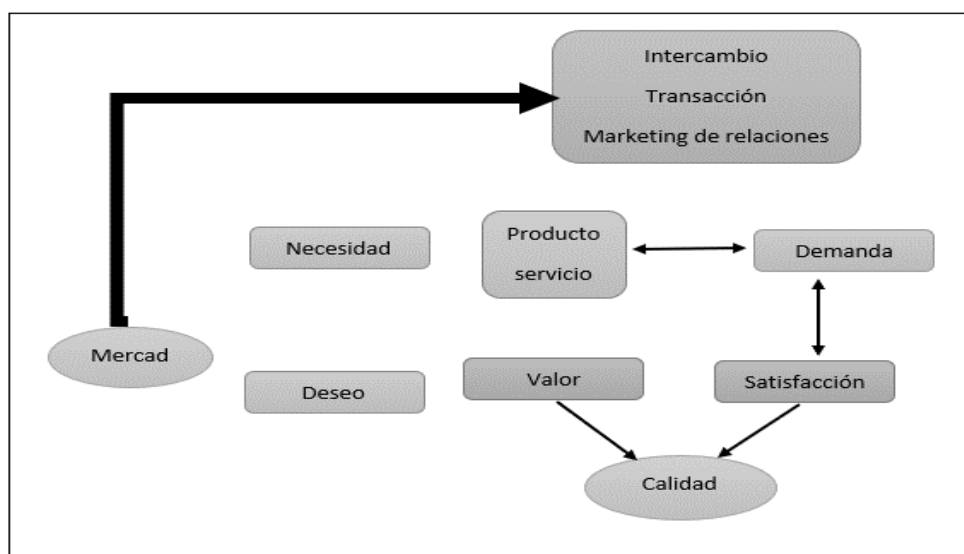 Intercambio
Transacción
Marketing de relaciones
Necesidad
Producto
servicio
Demanda
Mercad
Deseo
Valor
Satisfacción
Calidad